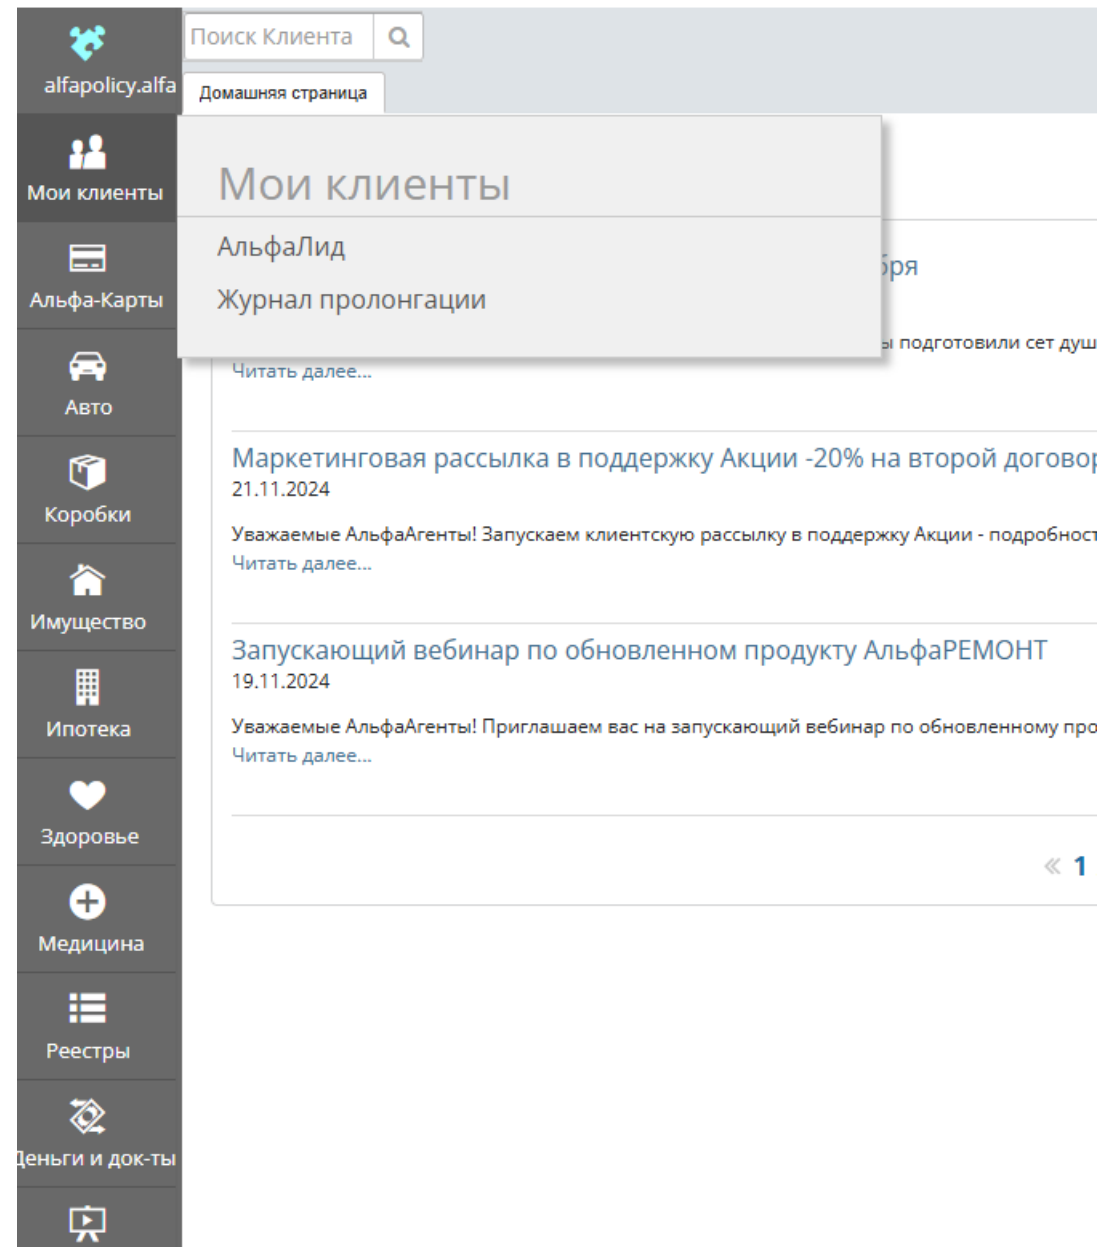 Поиск Клиента
alfapolicy.alfa
Домашняя страница
Мои клиенты
Альфа-Карты
Авто
Коробки
Имущество
Ипотека
Здоровье
Медицина
Реестры
Деньги и док-ты
Мои клиенты
АльфаЛид
Журнал пролонгации
подготовили сет душ
Читать далее...
Маркетинговая рассылка в поддержку Акции -20% на второй договор
21.11.2024
Уважаемые АльфаАгенты! Запускаем клиентскую рассылку в поддержку Акции - подробност
Читать далее...
Запускающий вебинар по обновленном продукту АльфаРЕМОНТ
19.11.2024
Уважаемые АльфаАгенты! Приглашаем вас на запускающий вебинар по обновленному про
Читать далее...
« 1